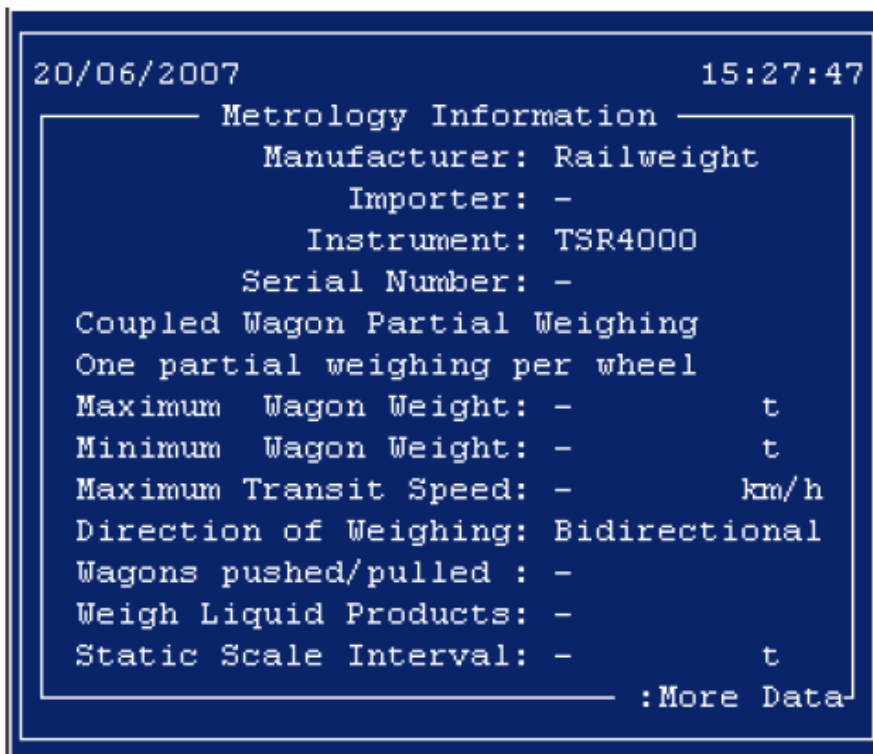 20/06/2007 15:27:47
Metrology Information
Manufacturer: Railweight
Importer: -
Instrument: TSR4000
Serial Number: -
Coupled Wagon Partial Weighing
One partial weighing per wheel
Maximum Wagon Weight: - t
Minimum Wagon Weight: - t
Maximum Transit Speed: - km/h
Direction of Weighing: Bidirectional
Wagons pushed/pulled : -
Weigh Liquid Products: -
Static Scale Interval: - t
:More Data